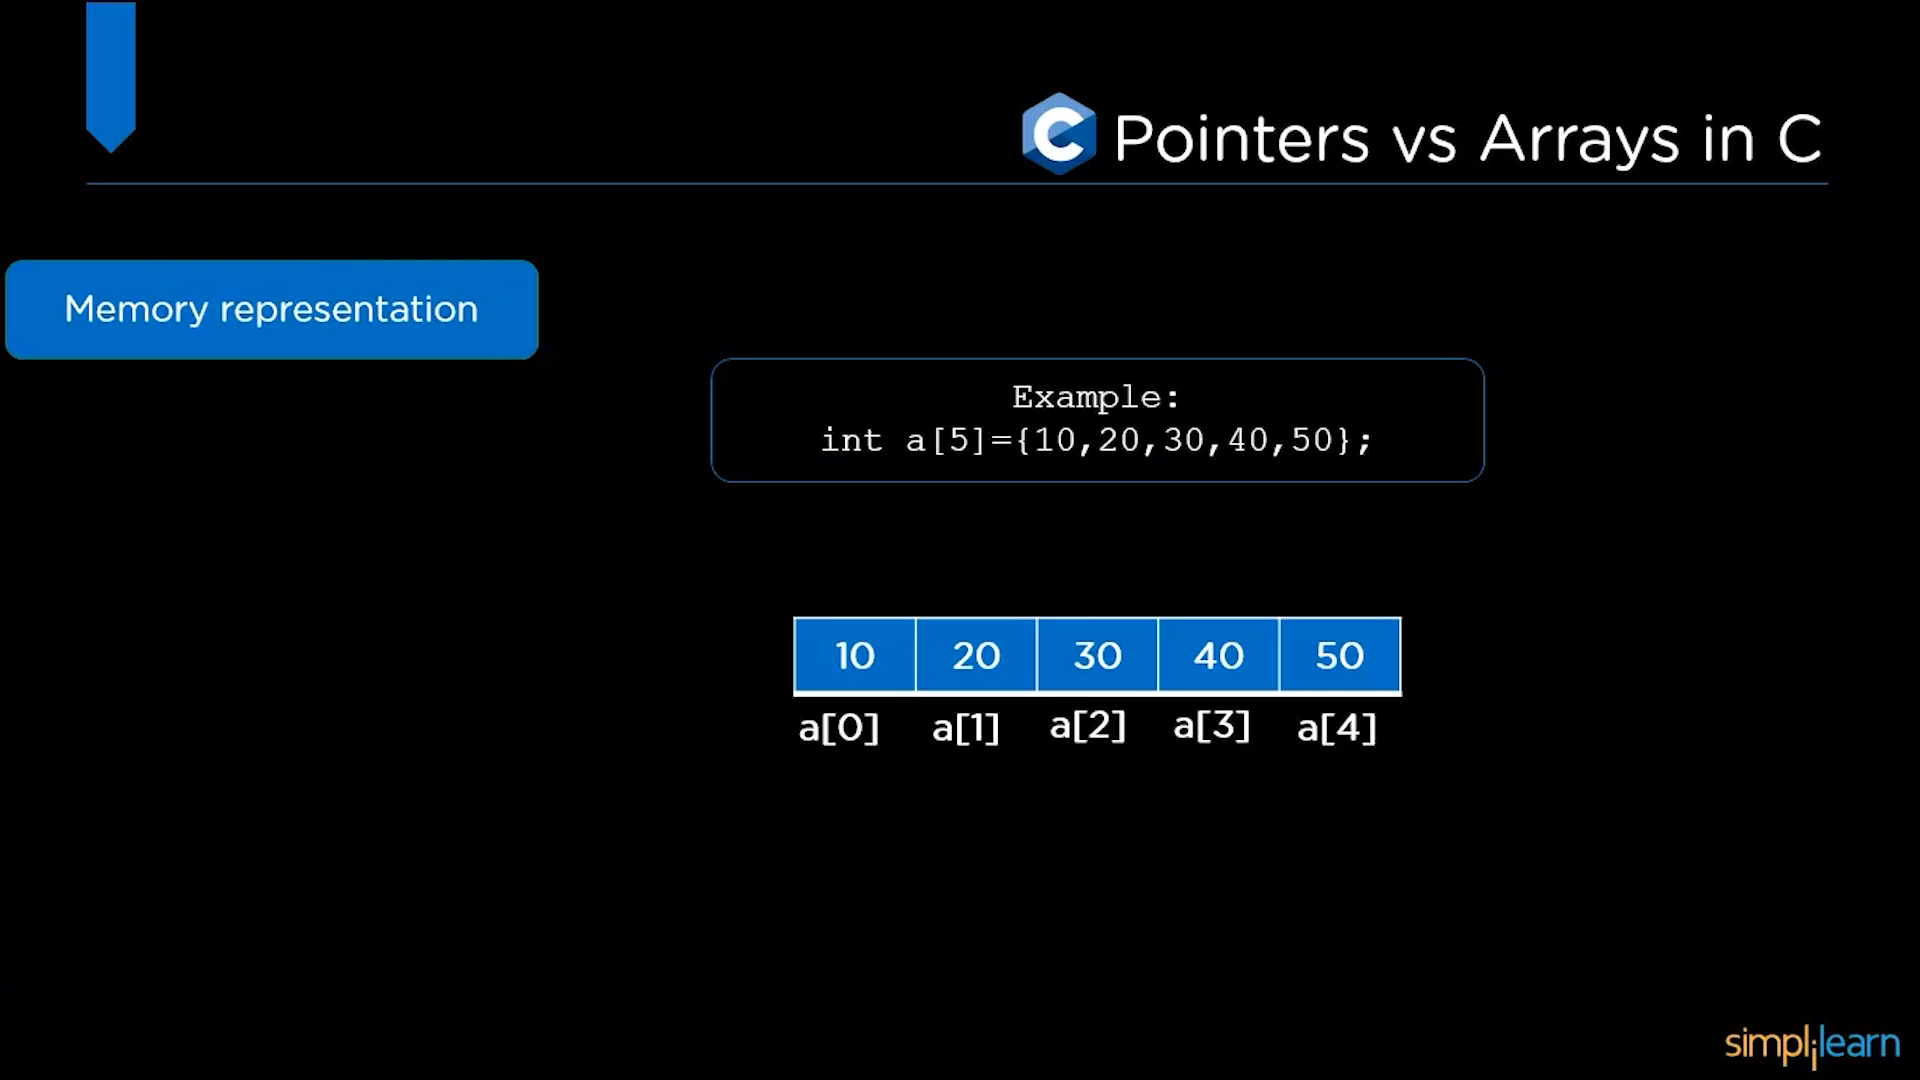 C Pointers vs Arrays in C
Memory representation
Example:
int a[5]={10,20,30,40,50};
10 20 30 40 50
a[0] a[1] a[2] a[3] a[4]
simplilearn